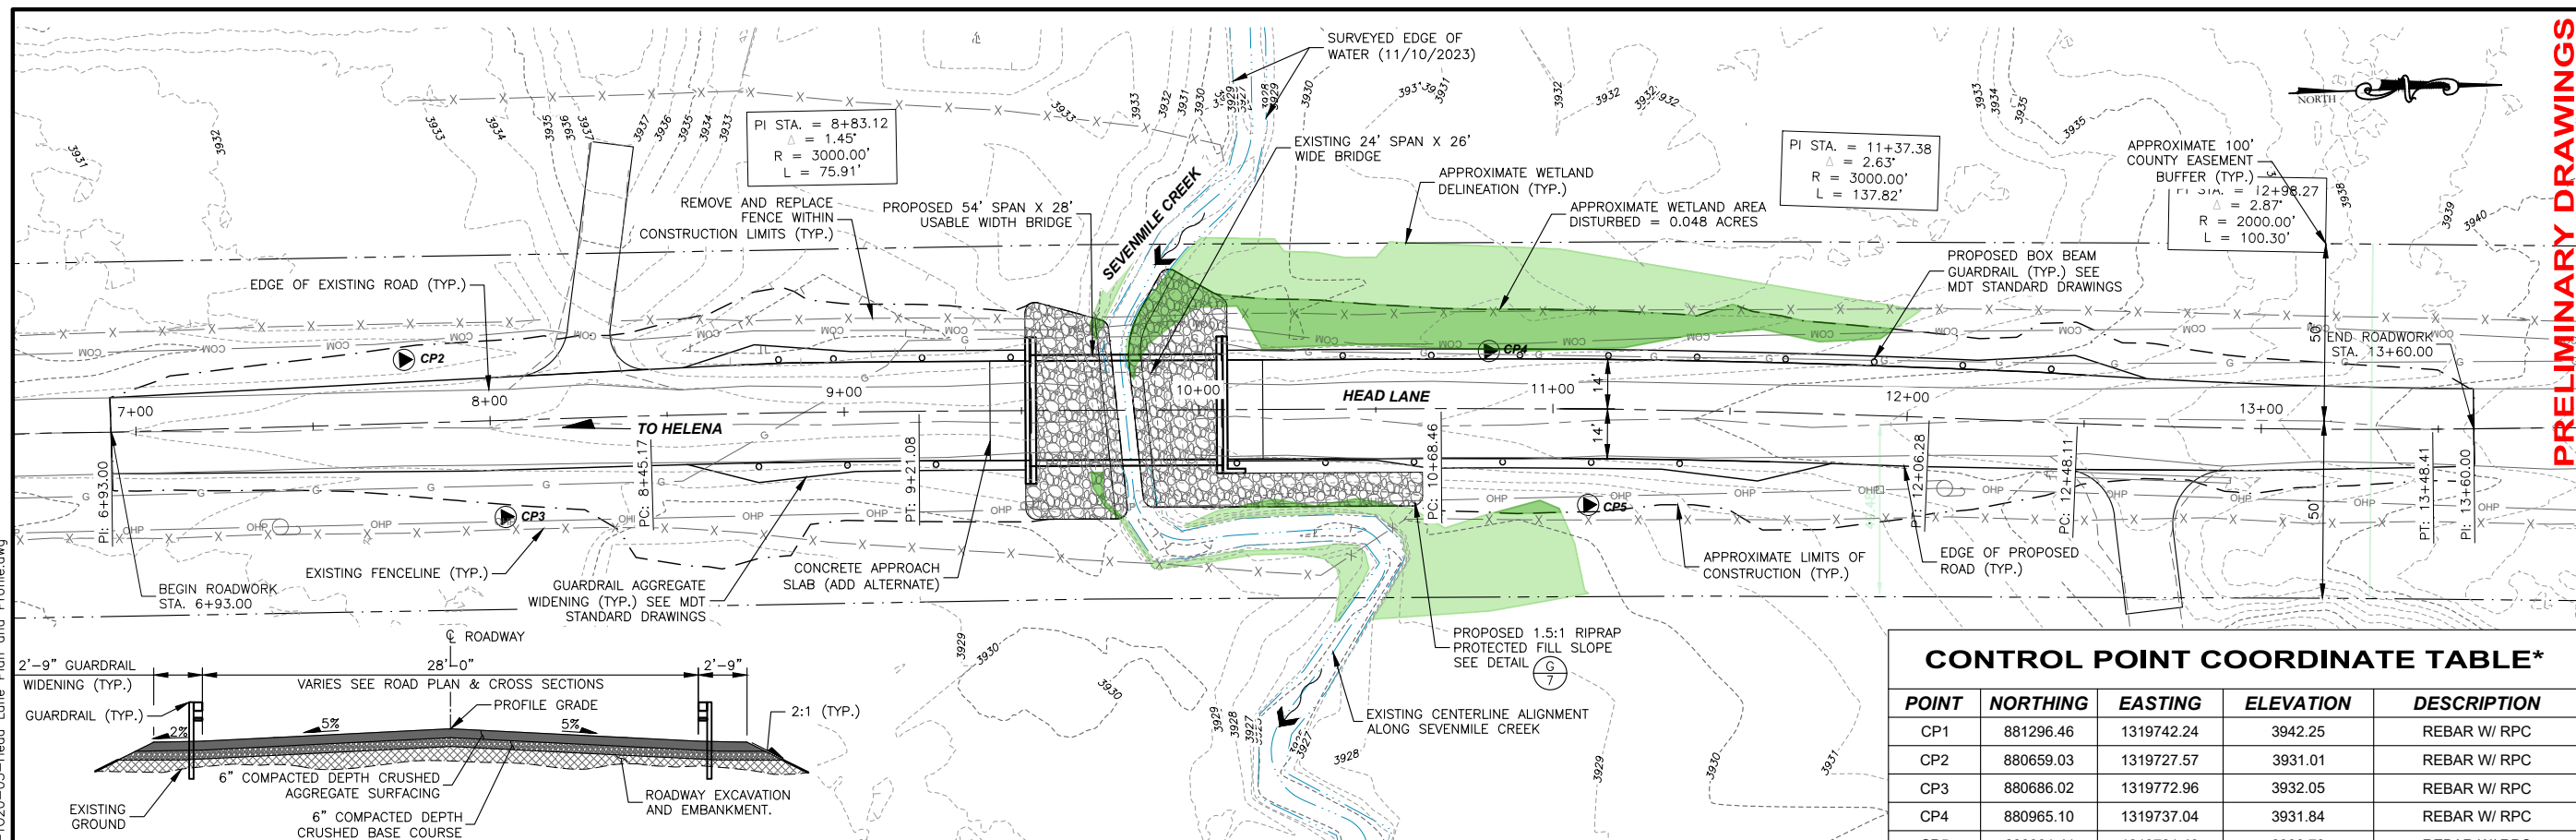 PRELIMINARY DRAWINGS
SURVEYED EDGE OF
WATER (11/10/2023)
NORTH
PI STA. = 8+83.12
Δ = 1.45°
R = 3000.00'
L = 75.91'
REMOVE AND REPLACE
FENCE WITHIN
CONSTRUCTION LIMITS (TYP.)
PROPOSED 54' SPAN X 28'
USABLE WIDTH BRIDGE
SEVENMILE CREEK
EXISTING 24' SPAN X 26'
WIDE BRIDGE
APPROXIMATE WETLAND
DELINEATION (TYP.)
APPROXIMATE WETLAND AREA
DISTURBED = 0.048 ACRES
PI STA. = 11+37.38
Δ = 2.63°
R = 3000.00'
L = 137.82'
APPROXIMATE 100'
COUNTY EASEMENT
BUFFER (TYP.)
PI STA. = 12+98.27
Δ = 2.87°
R = 2000.00'
L = 100.30'
PROPOSED BOX BEAM
GUARDRAIL (TYP.) SEE
MDT STANDARD DRAWINGS
EDGE OF EXISTING ROAD (TYP.)
CP2
CP4
END ROADWORK
STA. 13+60.00
50'
7+00
8+00
9+00
10+00
11+00
12+00
13+00
HEAD LANE
TO HELENA
14'
14'
50'
PI: 6+93.00
PC: 8+45.17
PT: 9+21.08
PC: 10+68.46
PT: 12+06.28
PC: 12+48.11
PT: 13+48.41
PI: 13+60.00
CP3
CP5
BEGIN ROADWORK
STA. 6+93.00
EXISTING FENCELINE (TYP.)
GUARDRAIL AGGREGATE
WIDENING (TYP.) SEE MDT
STANDARD DRAWINGS
CONCRETE APPROACH
SLAB (ADD ALTERNATE)
APPROXIMATE LIMITS OF
CONSTRUCTION (TYP.)
EDGE OF PROPOSED
ROAD (TYP.)
PROPOSED 1.5:1 RIPRAP
PROTECTED FILL SLOPE
SEE DETAIL
G
7
EXISTING CENTERLINE ALIGNMENT
ALONG SEVENMILE CREEK
℄ ROADWAY
2'-9" GUARDRAIL
WIDENING (TYP.)
28'-0"
2'-9"
VARIES SEE ROAD PLAN & CROSS SECTIONS
GUARDRAIL (TYP.)
PROFILE GRADE
2:1 (TYP.)
2%
5%
5%
6" COMPACTED DEPTH CRUSHED
AGGREGATE SURFACING
ROADWAY EXCAVATION
AND EMBANKMENT.
EXISTING
GROUND
6" COMPACTED DEPTH
CRUSHED BASE COURSE
CONTROL POINT COORDINATE TABLE*
POINT NORTHING EASTING ELEVATION DESCRIPTION
CP1 881296.46 1319742.24 3942.25 REBAR W/ RPC
CP2 880659.03 1319727.57 3931.01 REBAR W/ RPC
CP3 880686.02 1319772.96 3932.05 REBAR W/ RPC
CP4 880965.10 1319737.04 3931.84 REBAR W/ RPC